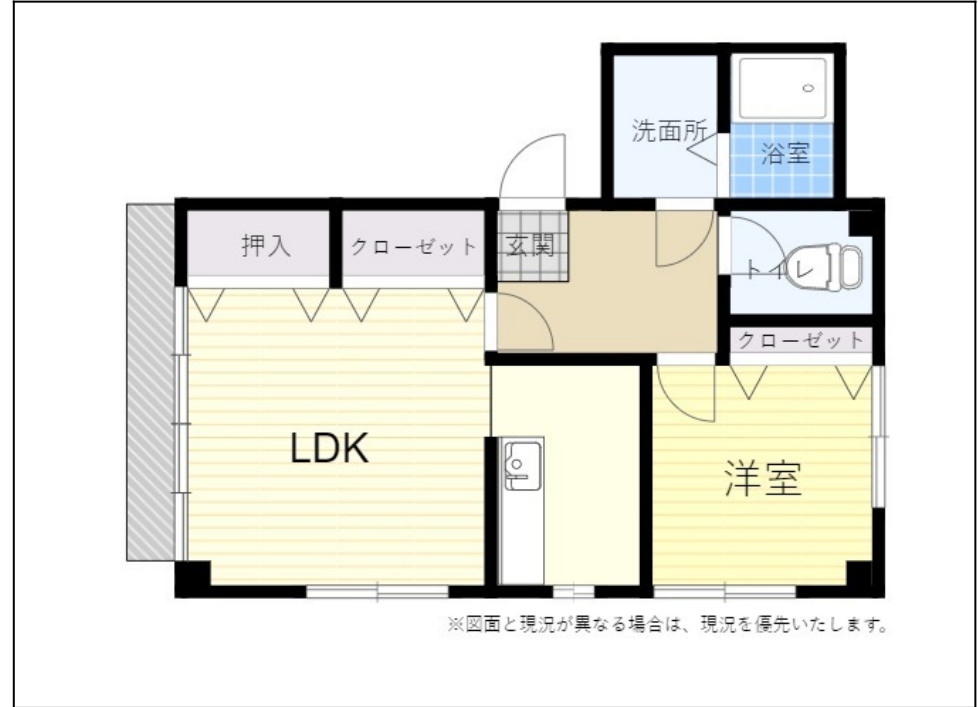 洗面所
浴室
押入
クローゼット
玄関
トイレ
クローゼット
LDK
洋室
※図面と現況が異なる場合は、現況を優先いたします。